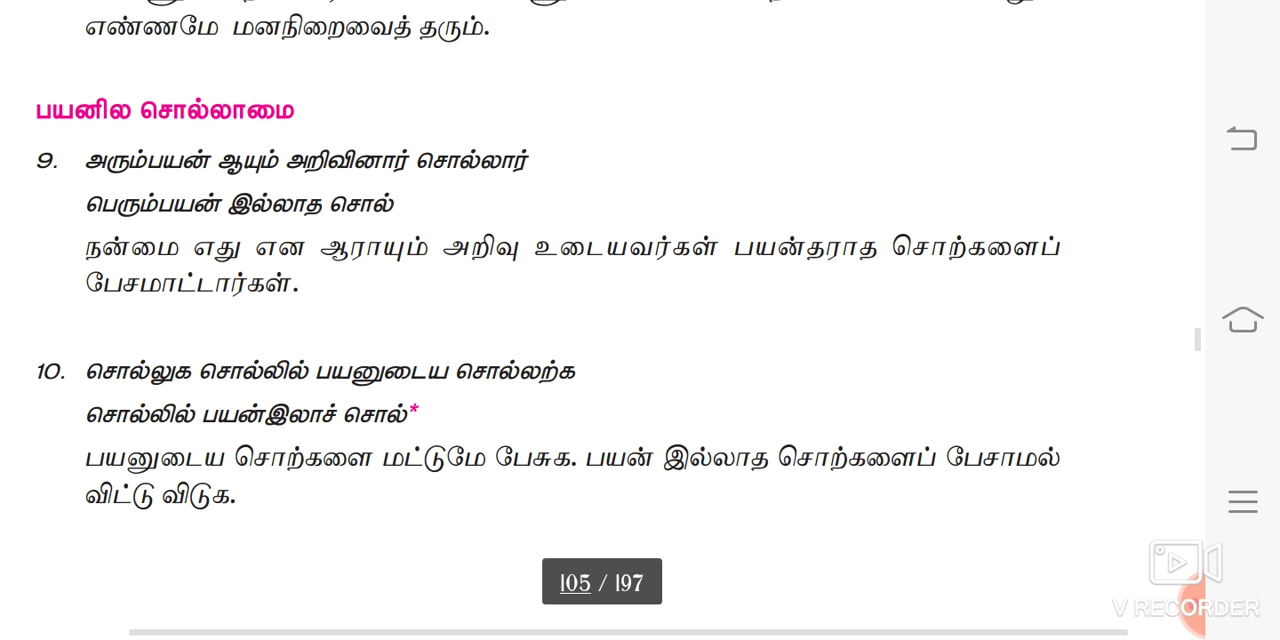 எண்ணமே மனநிறைவைத் தரும்.
பயனில சொல்லாமை
9. அரும்பயன் ஆயும் அறிவினார் சொல்லார்
பெரும்பயன் இல்லாத சொல்
நன்மை எது என ஆராயும் அறிவு உடையவர்கள் பயன்தராத சொற்களைப்
பேசமாட்டார்கள்.
10. சொல்லுக சொல்லில் பயனுடைய சொல்லற்க
சொல்லில் பயன்இலாச் சொல்*
பயனுடைய சொற்களை மட்டுமே பேசுக. பயன் இல்லாத சொற்களைப் பேசாமல்
விட்டு விடுக.
105 / 197
V RECORDER